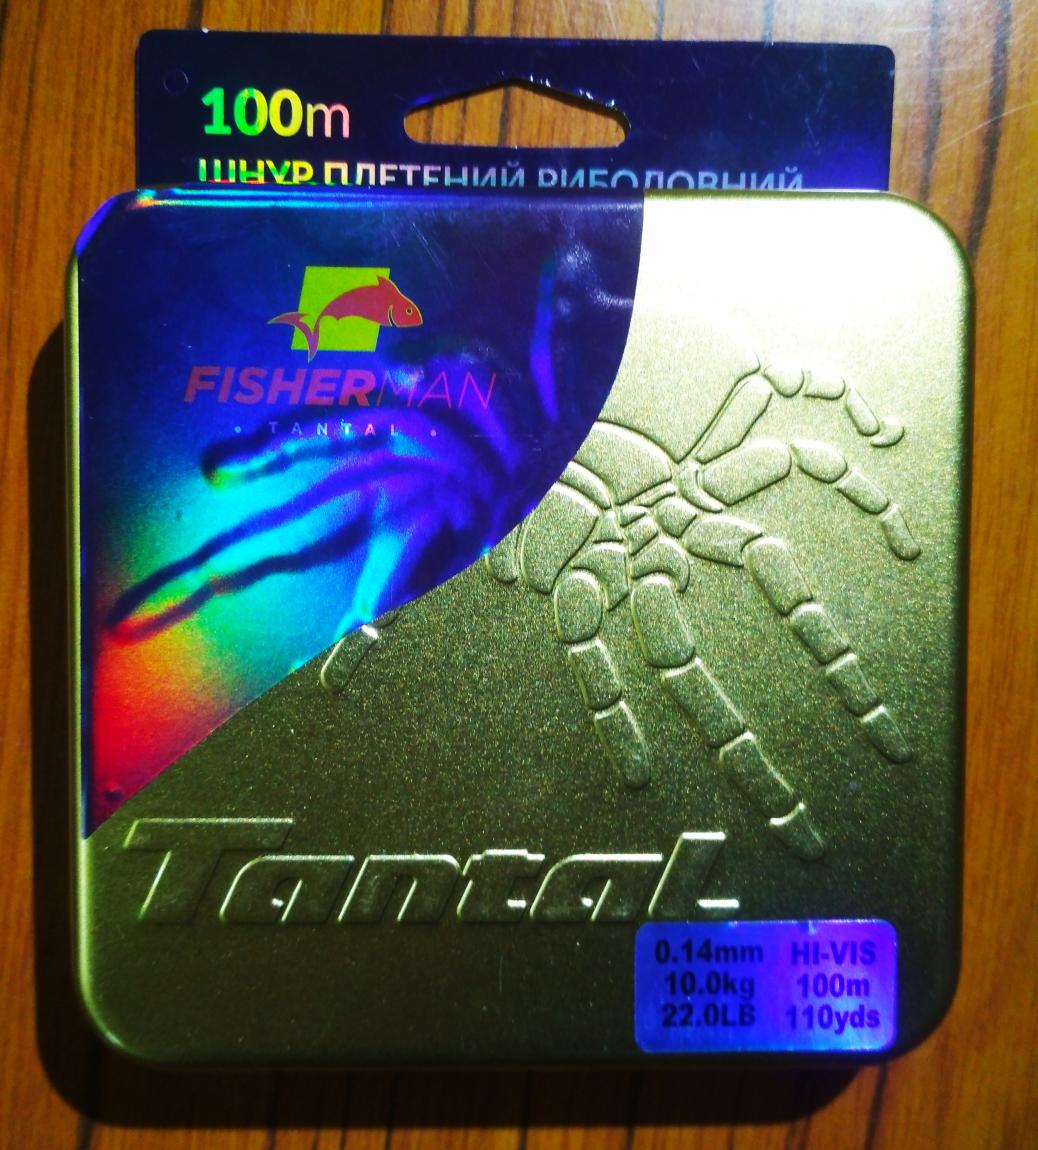 100m
ШНУР ПЛЕТЕНИЙ РИБОЛОВНИЙ
FISHERMAN
• TANTAL •
Tantal
0.14mm HI-VIS
10.0kg 100m
22.0LB 110yds